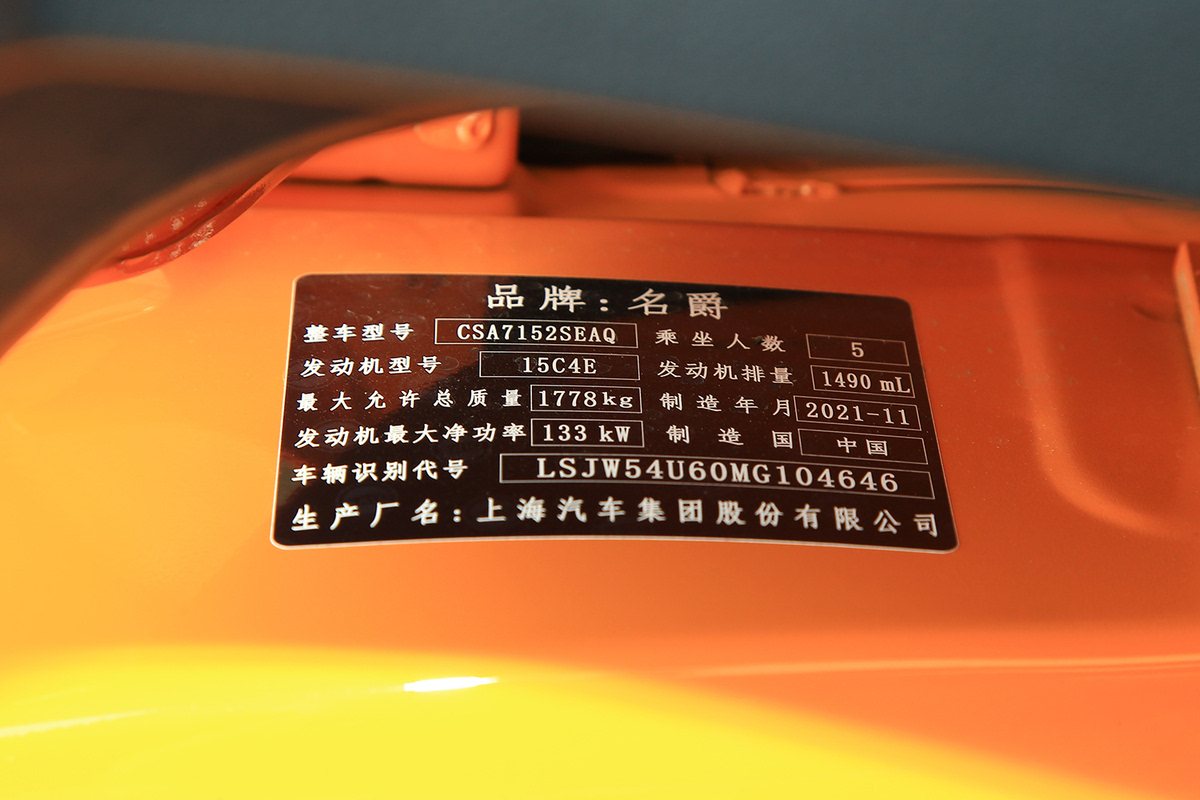 品牌：名爵
整车型号 CSA7152SEAQ 乘坐人数 5
发动机型号 15C4E 发动机排量 1490 mL
最大允许总质量 1778kg 制造年月 2021-11
发动机最大净功率 133 kW 制造国 中国
车辆识别代号 LSJW54U60MG104646
生产厂名：上海汽车集团股份有限公司